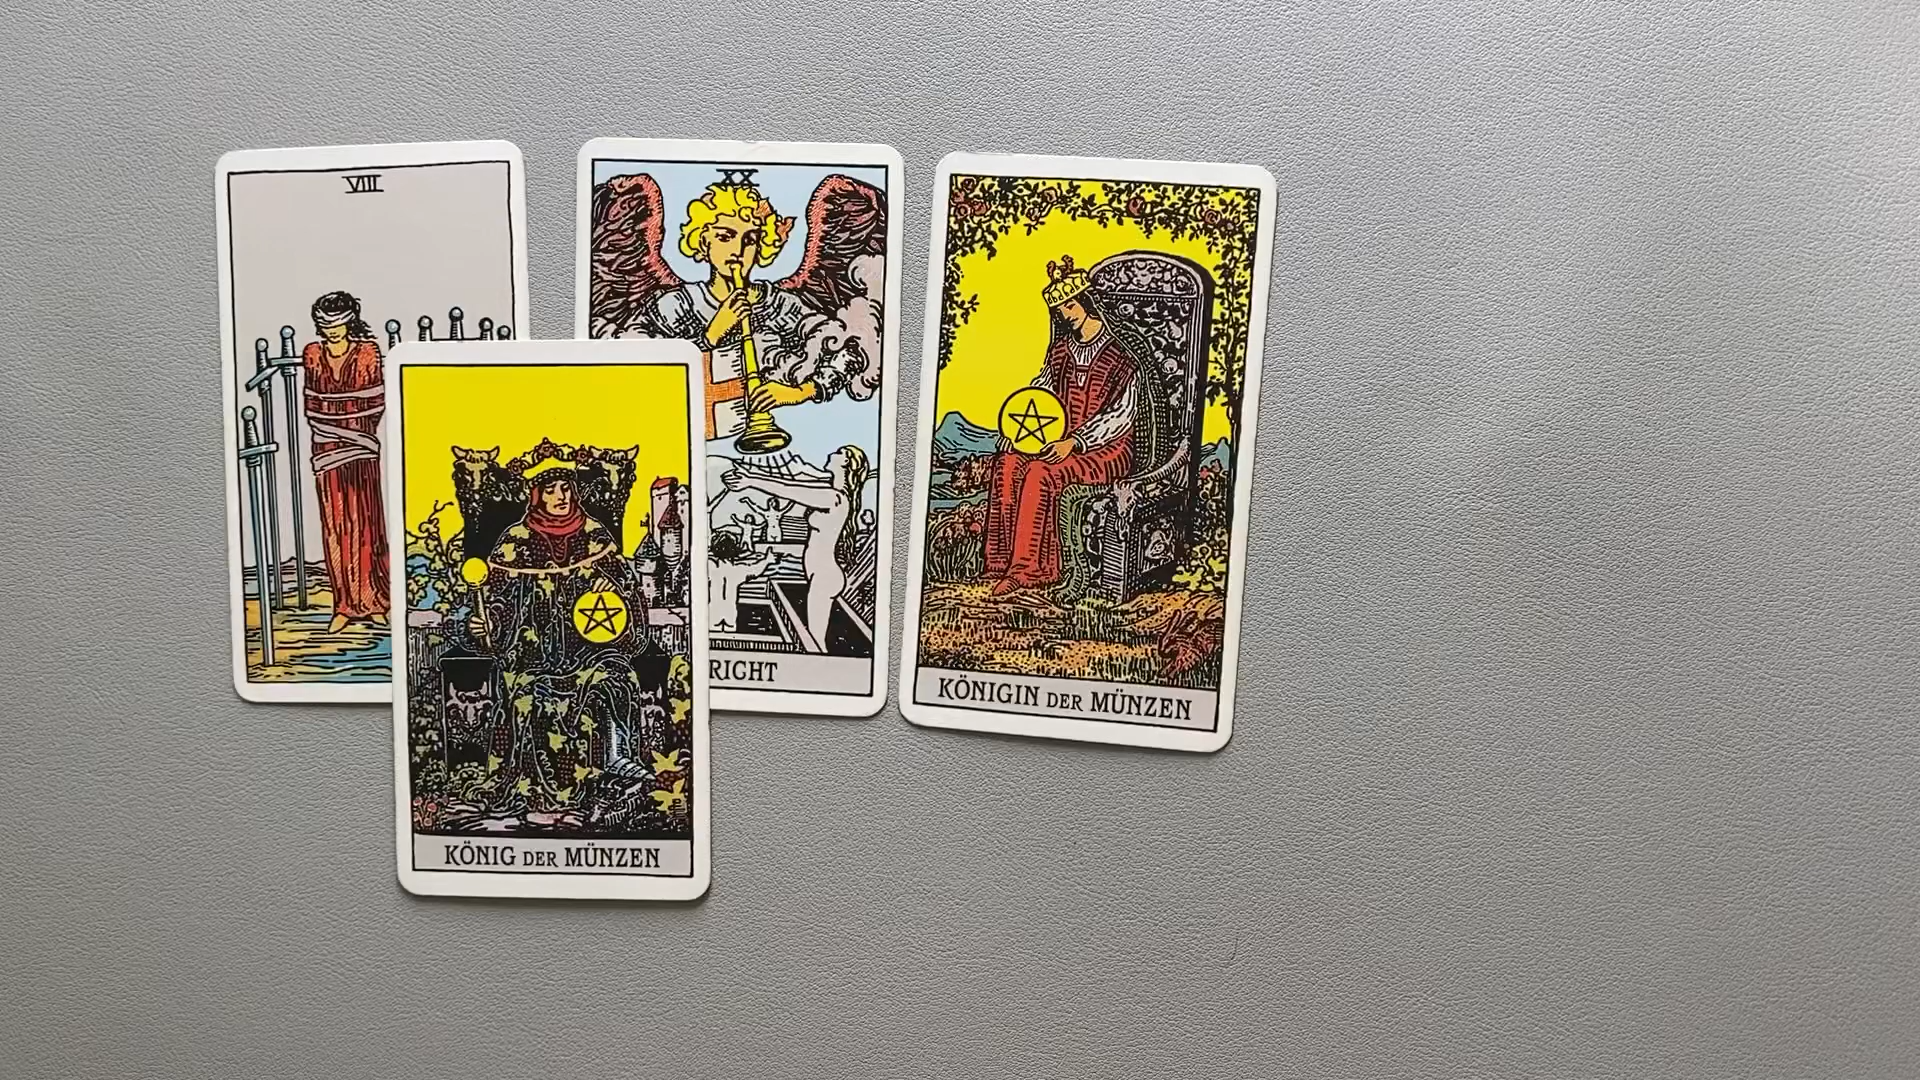 VIII
XX
RICHT
KÖNIGIN DER MÜNZEN
KÖNIG DER MÜNZEN